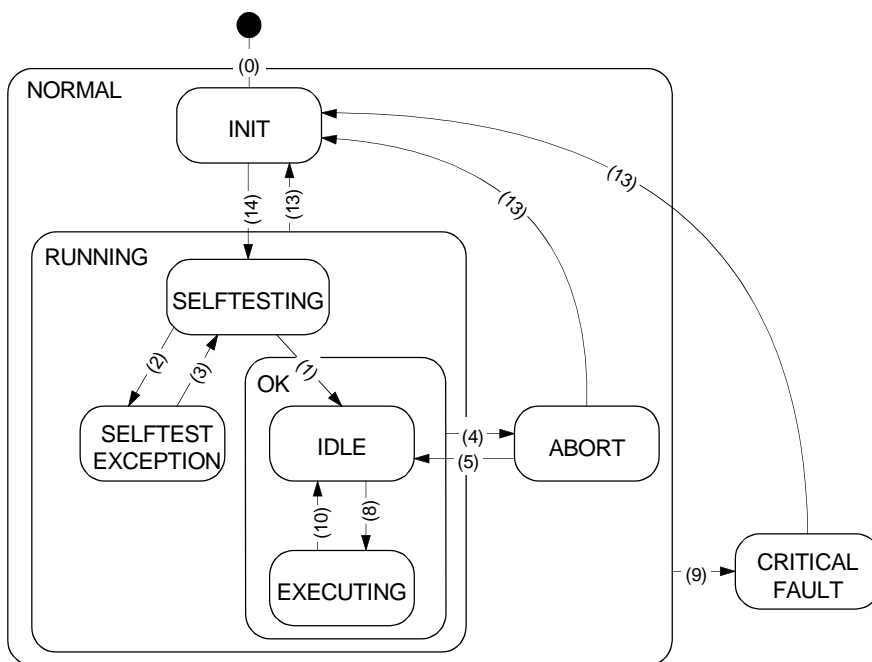 (0)
NORMAL
INIT
(13)
(14)
(13)
(13)
RUNNING
SELFTESTING
(2)
(3)
(1)
OK
SELFTEST
EXCEPTION
IDLE
(4)
(5)
ABORT
(10)
(8)
EXECUTING
(9)
CRITICAL
FAULT